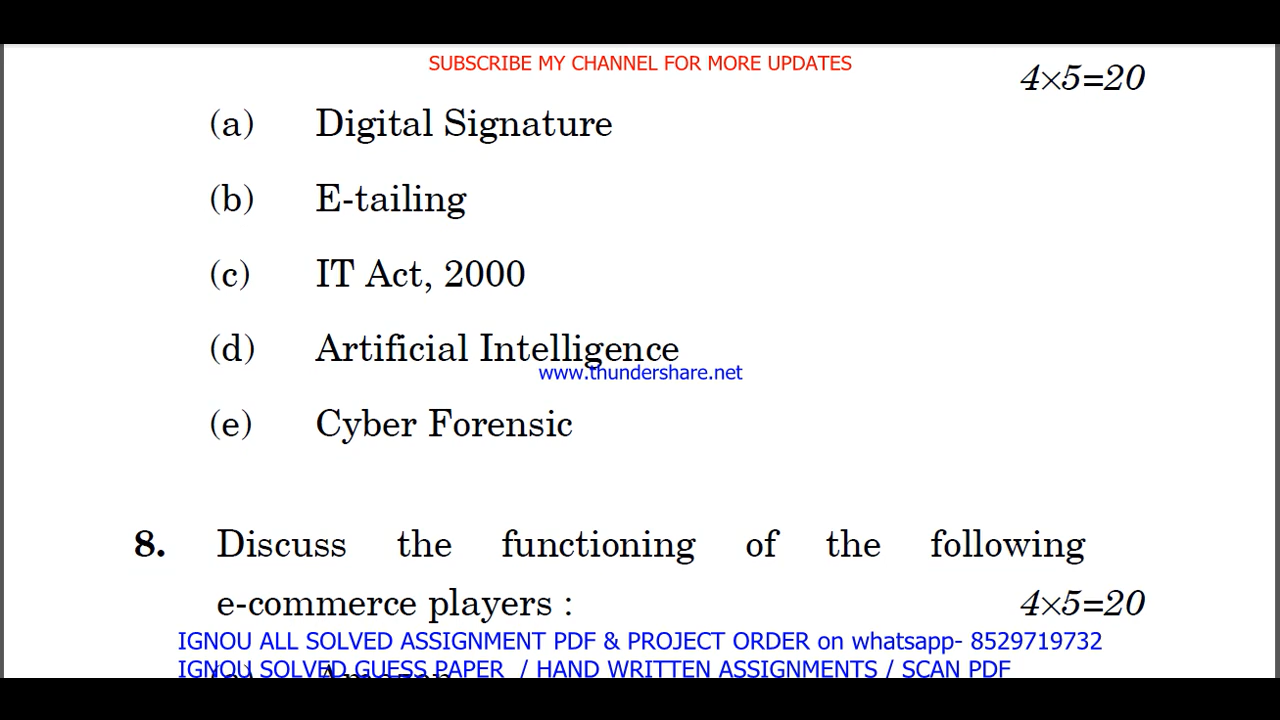 SUBSCRIBE MY CHANNEL FOR MORE UPDATES
4×5=20
(a) Digital Signature
(b) E-tailing
(c) IT Act, 2000
(d) Artificial Intelligence
www.thundershare.net
(e) Cyber Forensic
8. Discuss the functioning of the following
e-commerce players : 4×5=20
IGNOU ALL SOLVED ASSIGNMENT PDF & PROJECT ORDER on whatsapp- 8529719732
IGNOU SOLVED GUESS PAPER / HAND WRITTEN ASSIGNMENTS / SCAN PDF
Amazon